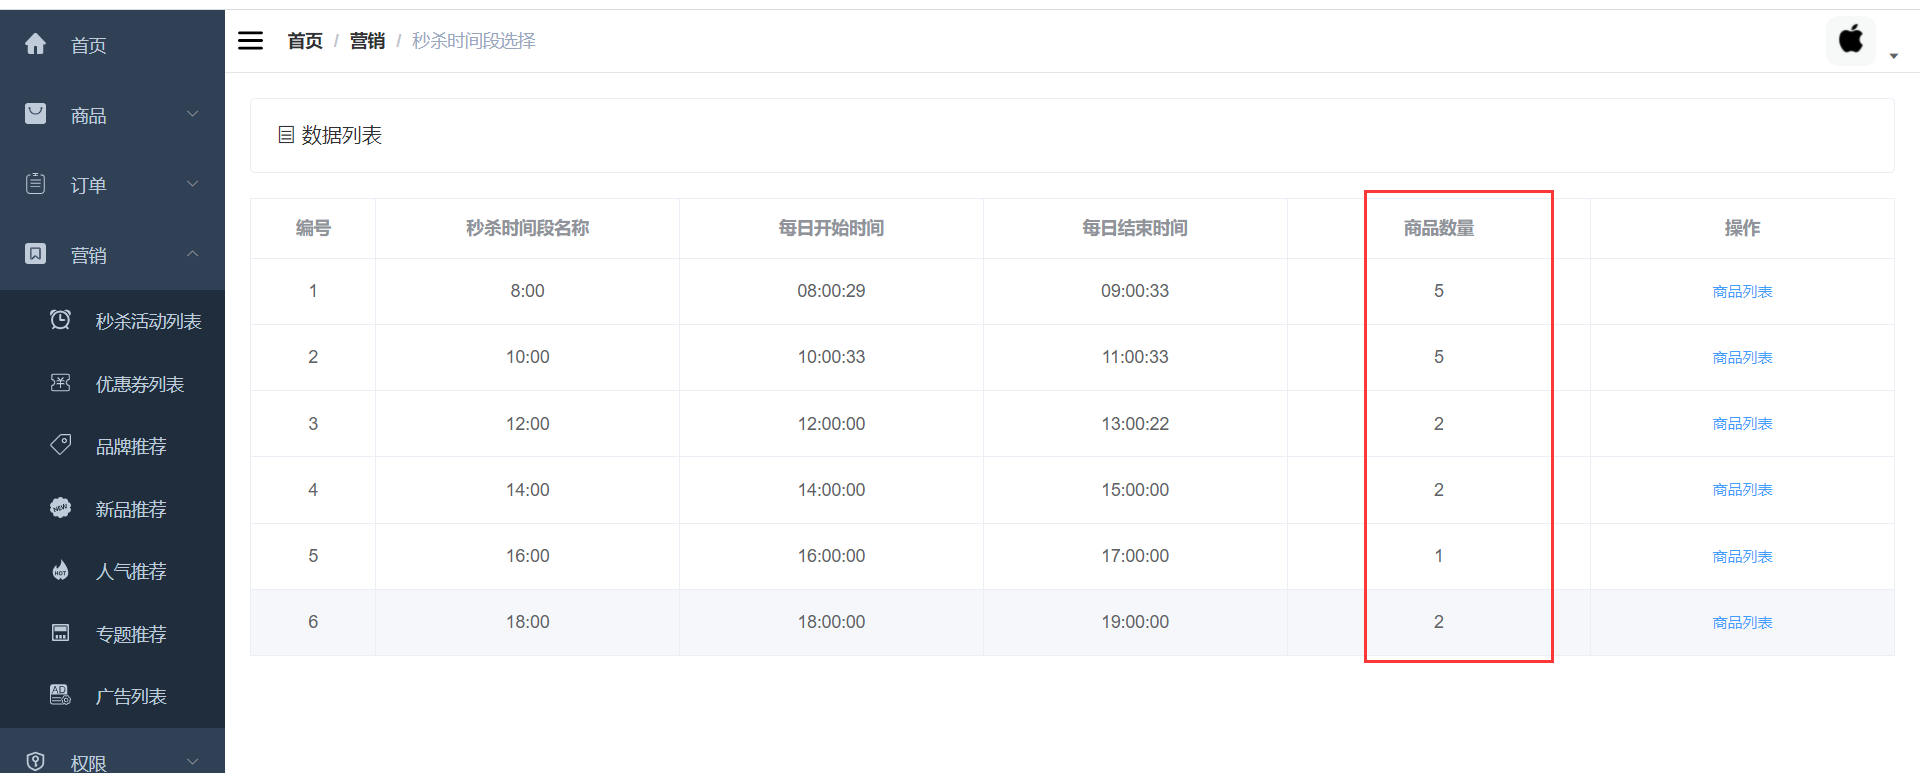 首页
商品
订单
营销
秒杀活动列表
优惠券列表
品牌推荐
NEW 新品推荐
HOT 人气推荐
专题推荐
AD 广告列表
权限
首页 / 营销 / 秒杀时间段选择
数据列表
编号 秒杀时间段名称 每日开始时间 每日结束时间 商品数量 操作
1 8:00 08:00:29 09:00:33 5 商品列表
2 10:00 10:00:33 11:00:33 5 商品列表
3 12:00 12:00:00 13:00:22 2 商品列表
4 14:00 14:00:00 15:00:00 2 商品列表
5 16:00 16:00:00 17:00:00 1 商品列表
6 18:00 18:00:00 19:00:00 2 商品列表